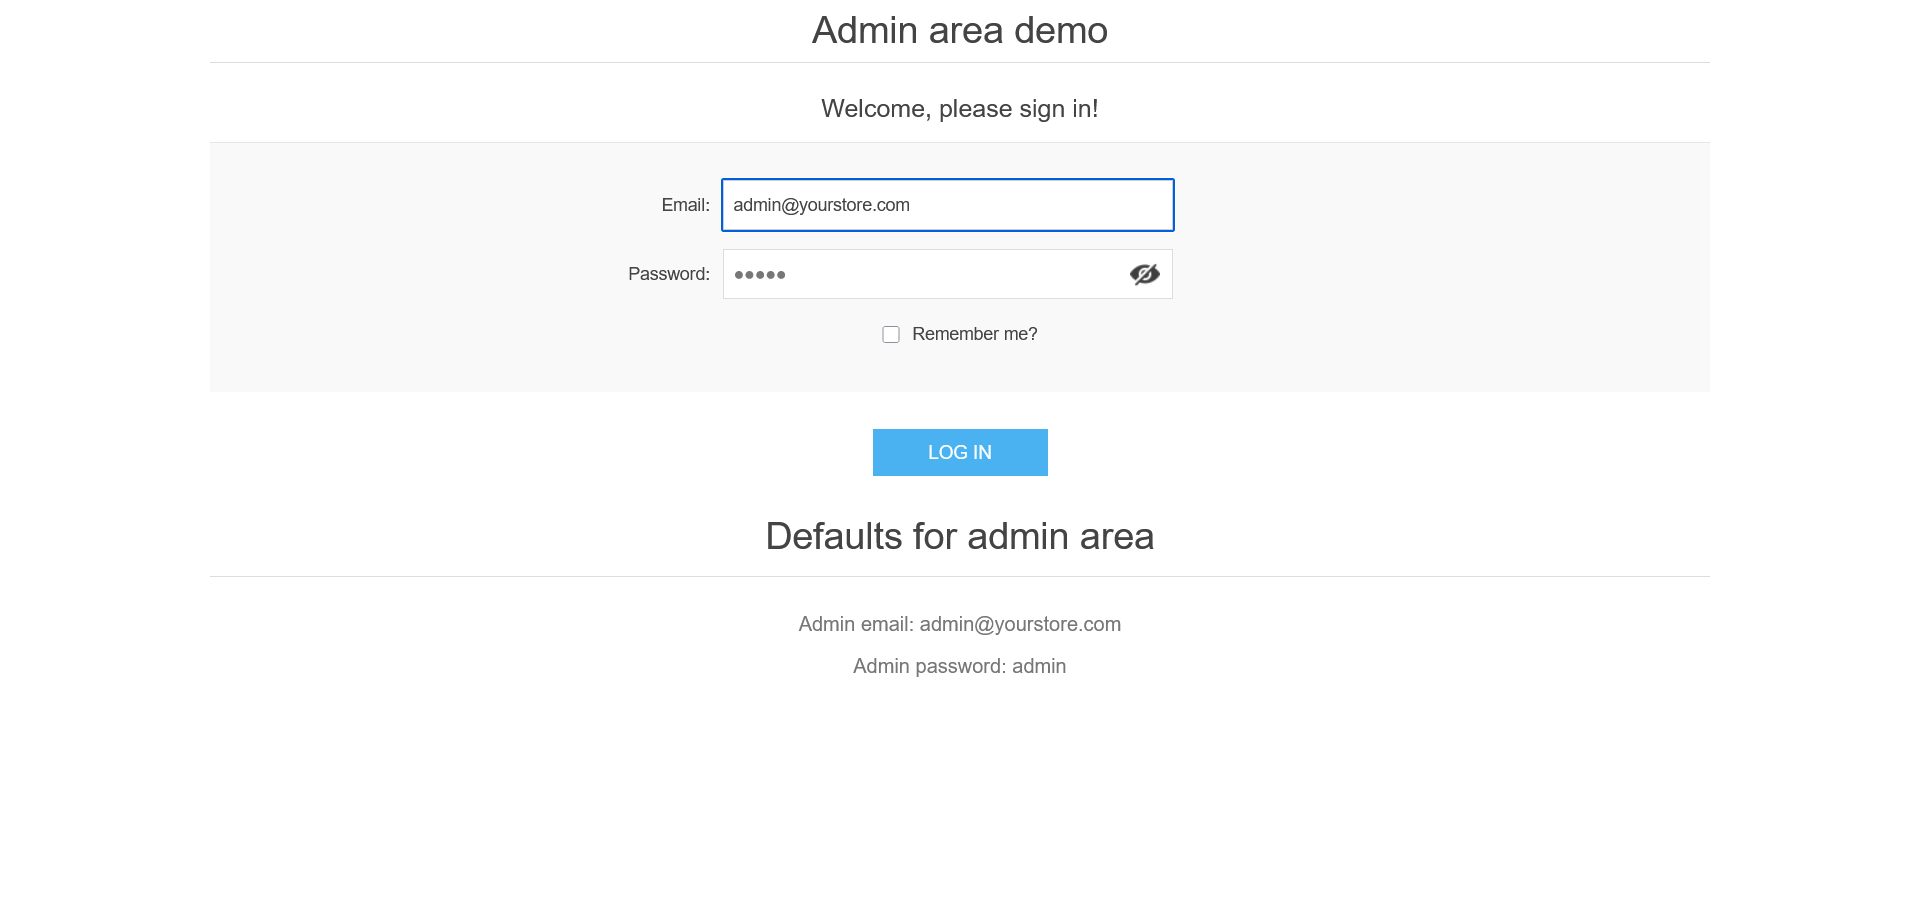 Admin area demo
Welcome, please sign in!
Email: admin@yourstore.com
Password: •••••
Remember me?
LOG IN
Defaults for admin area
Admin email: admin@yourstore.com
Admin password: admin